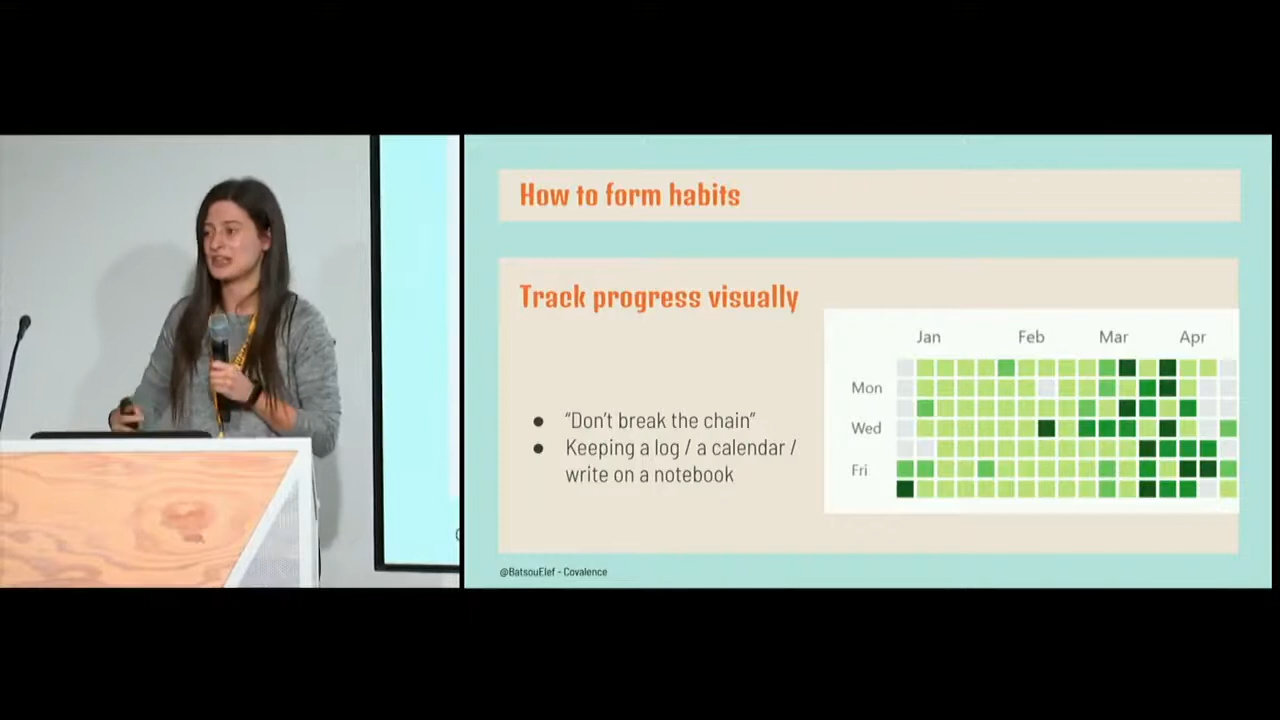 How to form habits
Track progress visually
● “Don’t break the chain”
● Keeping a log / a calendar /
write on a notebook
Jan Feb Mar Apr
Mon
Wed
Fri
@BatsouElef - Covalence